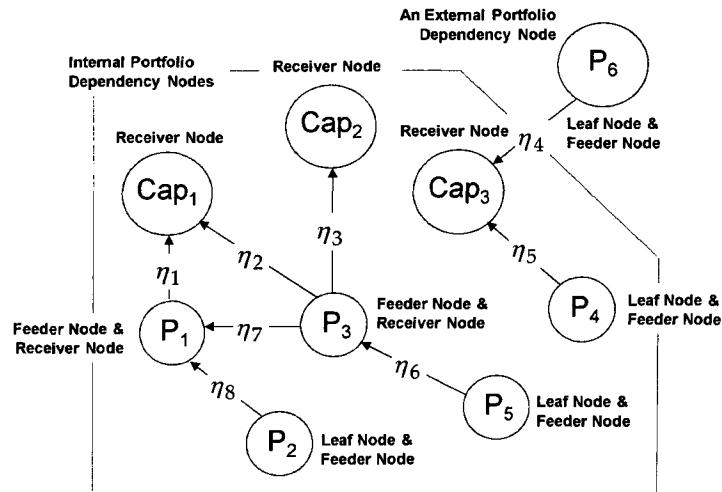 An External Portfolio
Dependency Node
P6
Internal Portfolio
Dependency Nodes
Receiver Node
Cap2
Leaf Node &
Feeder Node
Receiver Node
Cap1
Receiver Node
η4
Cap3
η3
η1
η2
η5
Feeder Node &
Receiver Node
P1
η7
P3
Feeder Node &
Receiver Node
P4
Leaf Node &
Feeder Node
η8
η6
P5
Leaf Node &
Feeder Node
P2
Leaf Node &
Feeder Node